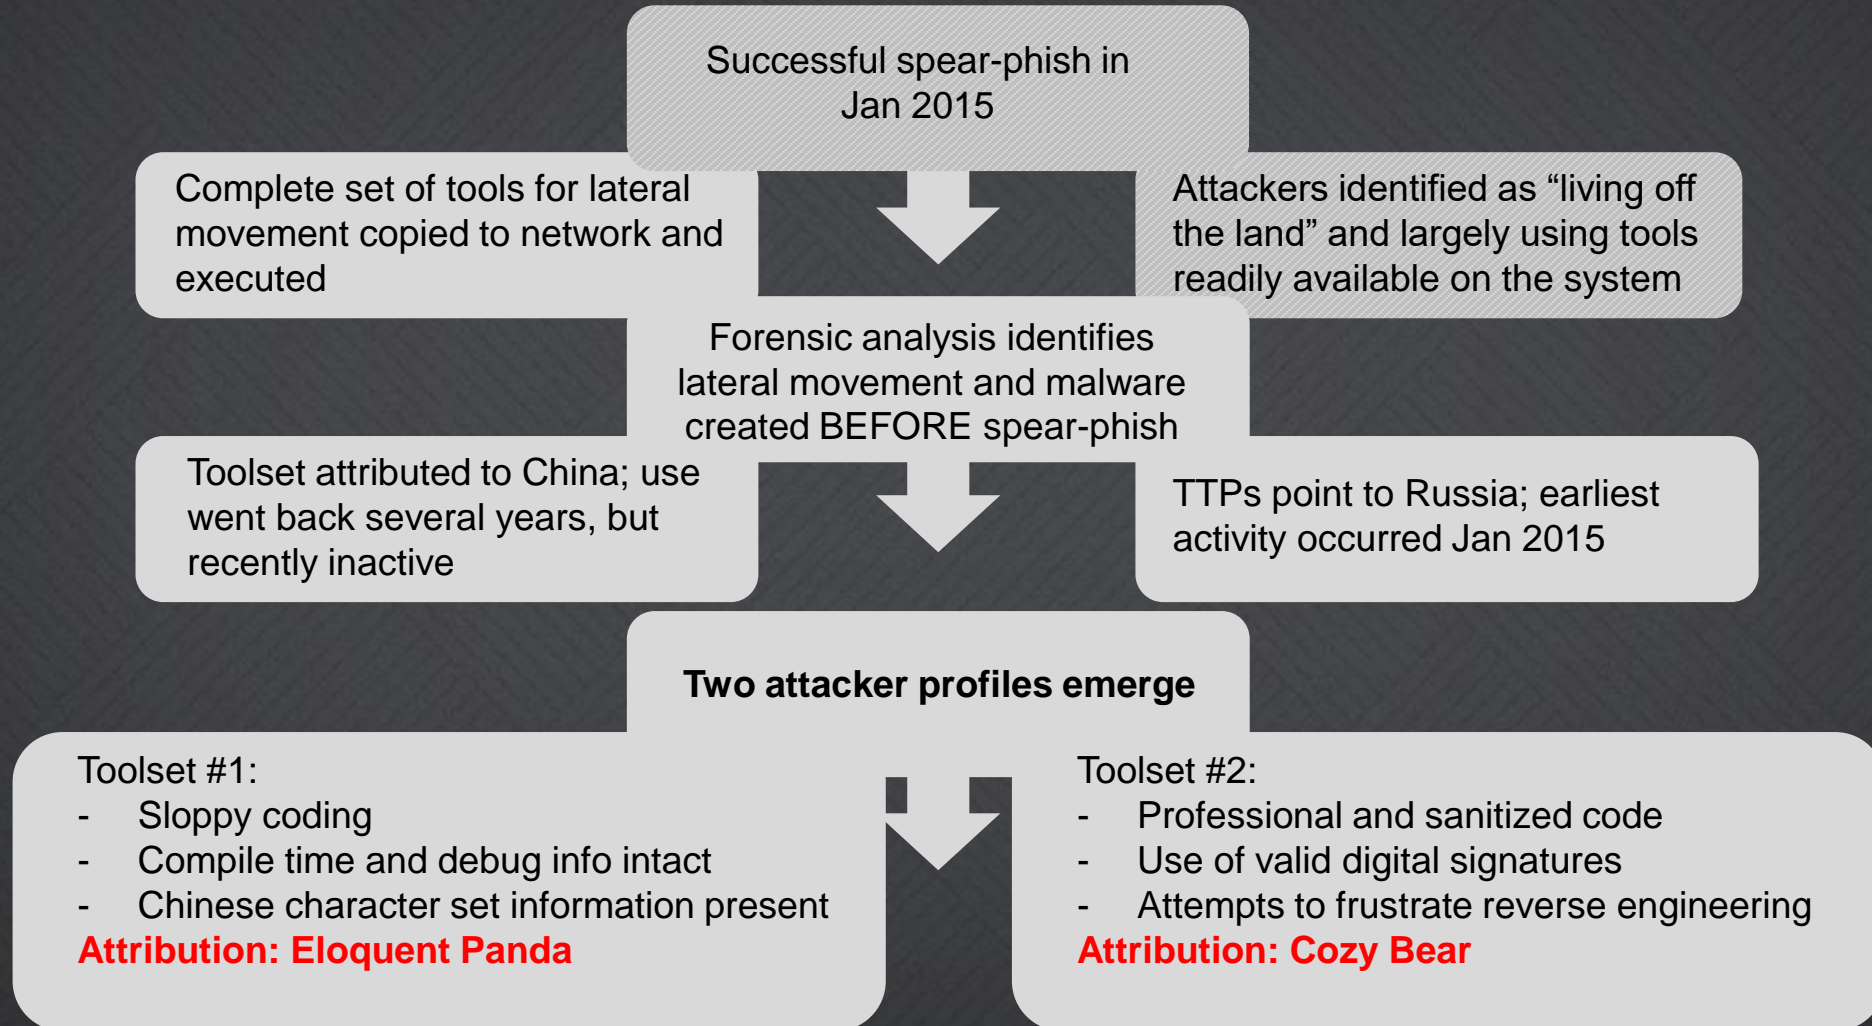 Successful spear-phish in
Jan 2015
Complete set of tools for lateral
movement copied to network and
executed
Attackers identified as “living off
the land” and largely using tools
readily available on the system
Forensic analysis identifies
lateral movement and malware
created BEFORE spear-phish
Toolset attributed to China; use
went back several years, but
recently inactive
TTPs point to Russia; earliest
activity occurred Jan 2015
Two attacker profiles emerge
Toolset #1:
- Sloppy coding
- Compile time and debug info intact
- Chinese character set information present
Attribution: Eloquent Panda
Toolset #2:
- Professional and sanitized code
- Use of valid digital signatures
- Attempts to frustrate reverse engineering
Attribution: Cozy Bear